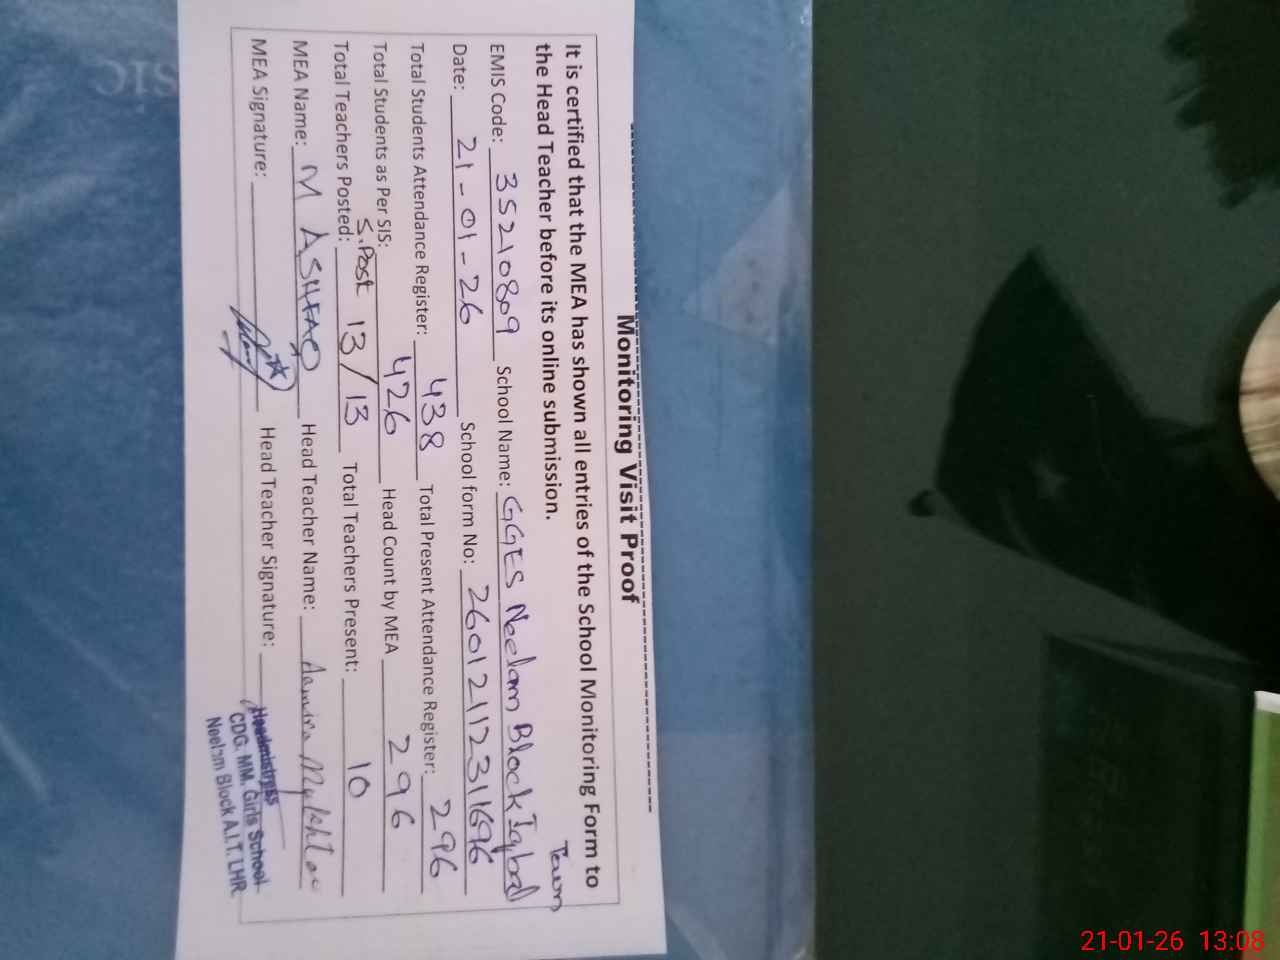 Monitoring Visit Proof
It is certified that the MEA has shown all entries of the School Monitoring Form to
the Head Teacher before its online submission.
EMIS Code: 35210809 School Name: GGES Neelam Block Iqbal Town
Date: 21-01-26 School form No:
Total Students Attendance Register: 438 Total Present Attendance Register: 296
Total Students as Per SIS: 426 Head Count by MEA 296
Total Teachers Posted: S.Post 13/13 Total Teachers Present: 10
MEA Name: M ASHFAQ Head Teacher Name: Mukhtar
MEA Signature: Head Teacher Signature:
Headmistress
CDG. MM. Girls School
Neelam Block A.I.T. LHR.
SIC
21-01-26 13:08